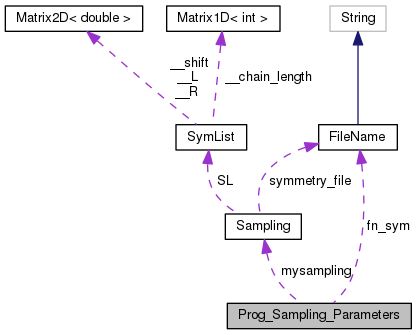 Matrix2D< double >
Matrix1D< int >
String
__shift
__L
__R
__chain_length
SymList
FileName
SL
symmetry_file
Sampling
fn_sym
mysampling
Prog_Sampling_Parameters